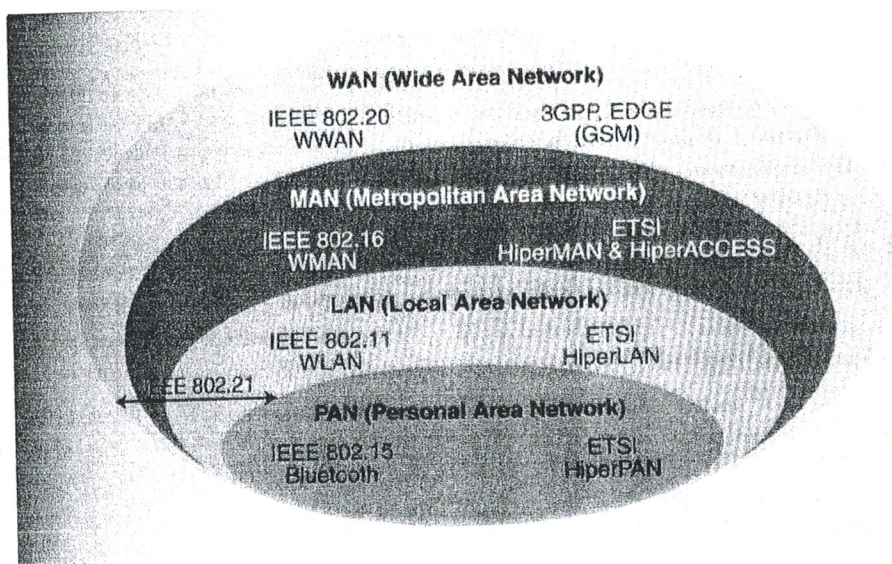 WAN (Wide Area Network)
IEEE 802.20
WWAN
3GPP, EDGE
(GSM)
MAN (Metropolitan Area Network)
IEEE 802.16
WMAN
ETSI
HiperMAN & HiperACCESS
LAN (Local Area Network)
IEEE 802.11
WLAN
ETSI
HiperLAN
IEEE 802.21
PAN (Personal Area Network)
IEEE 802.15
Bluetooth
ETSI
HiperPAN